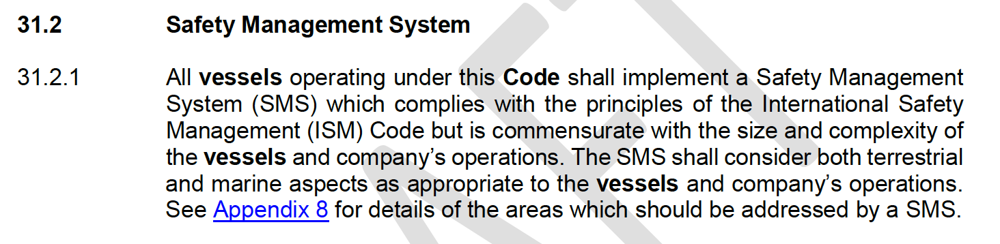 31.2 Safety Management System
31.2.1 All vessels operating under this Code shall implement a Safety Management
System (SMS) which complies with the principles of the International Safety
Management (ISM) Code but is commensurate with the size and complexity of
the vessels and company's operations. The SMS shall consider both terrestrial
and marine aspects as appropriate to the vessels and company's operations.
See Appendix 8 for details of the areas which should be addressed by a SMS.